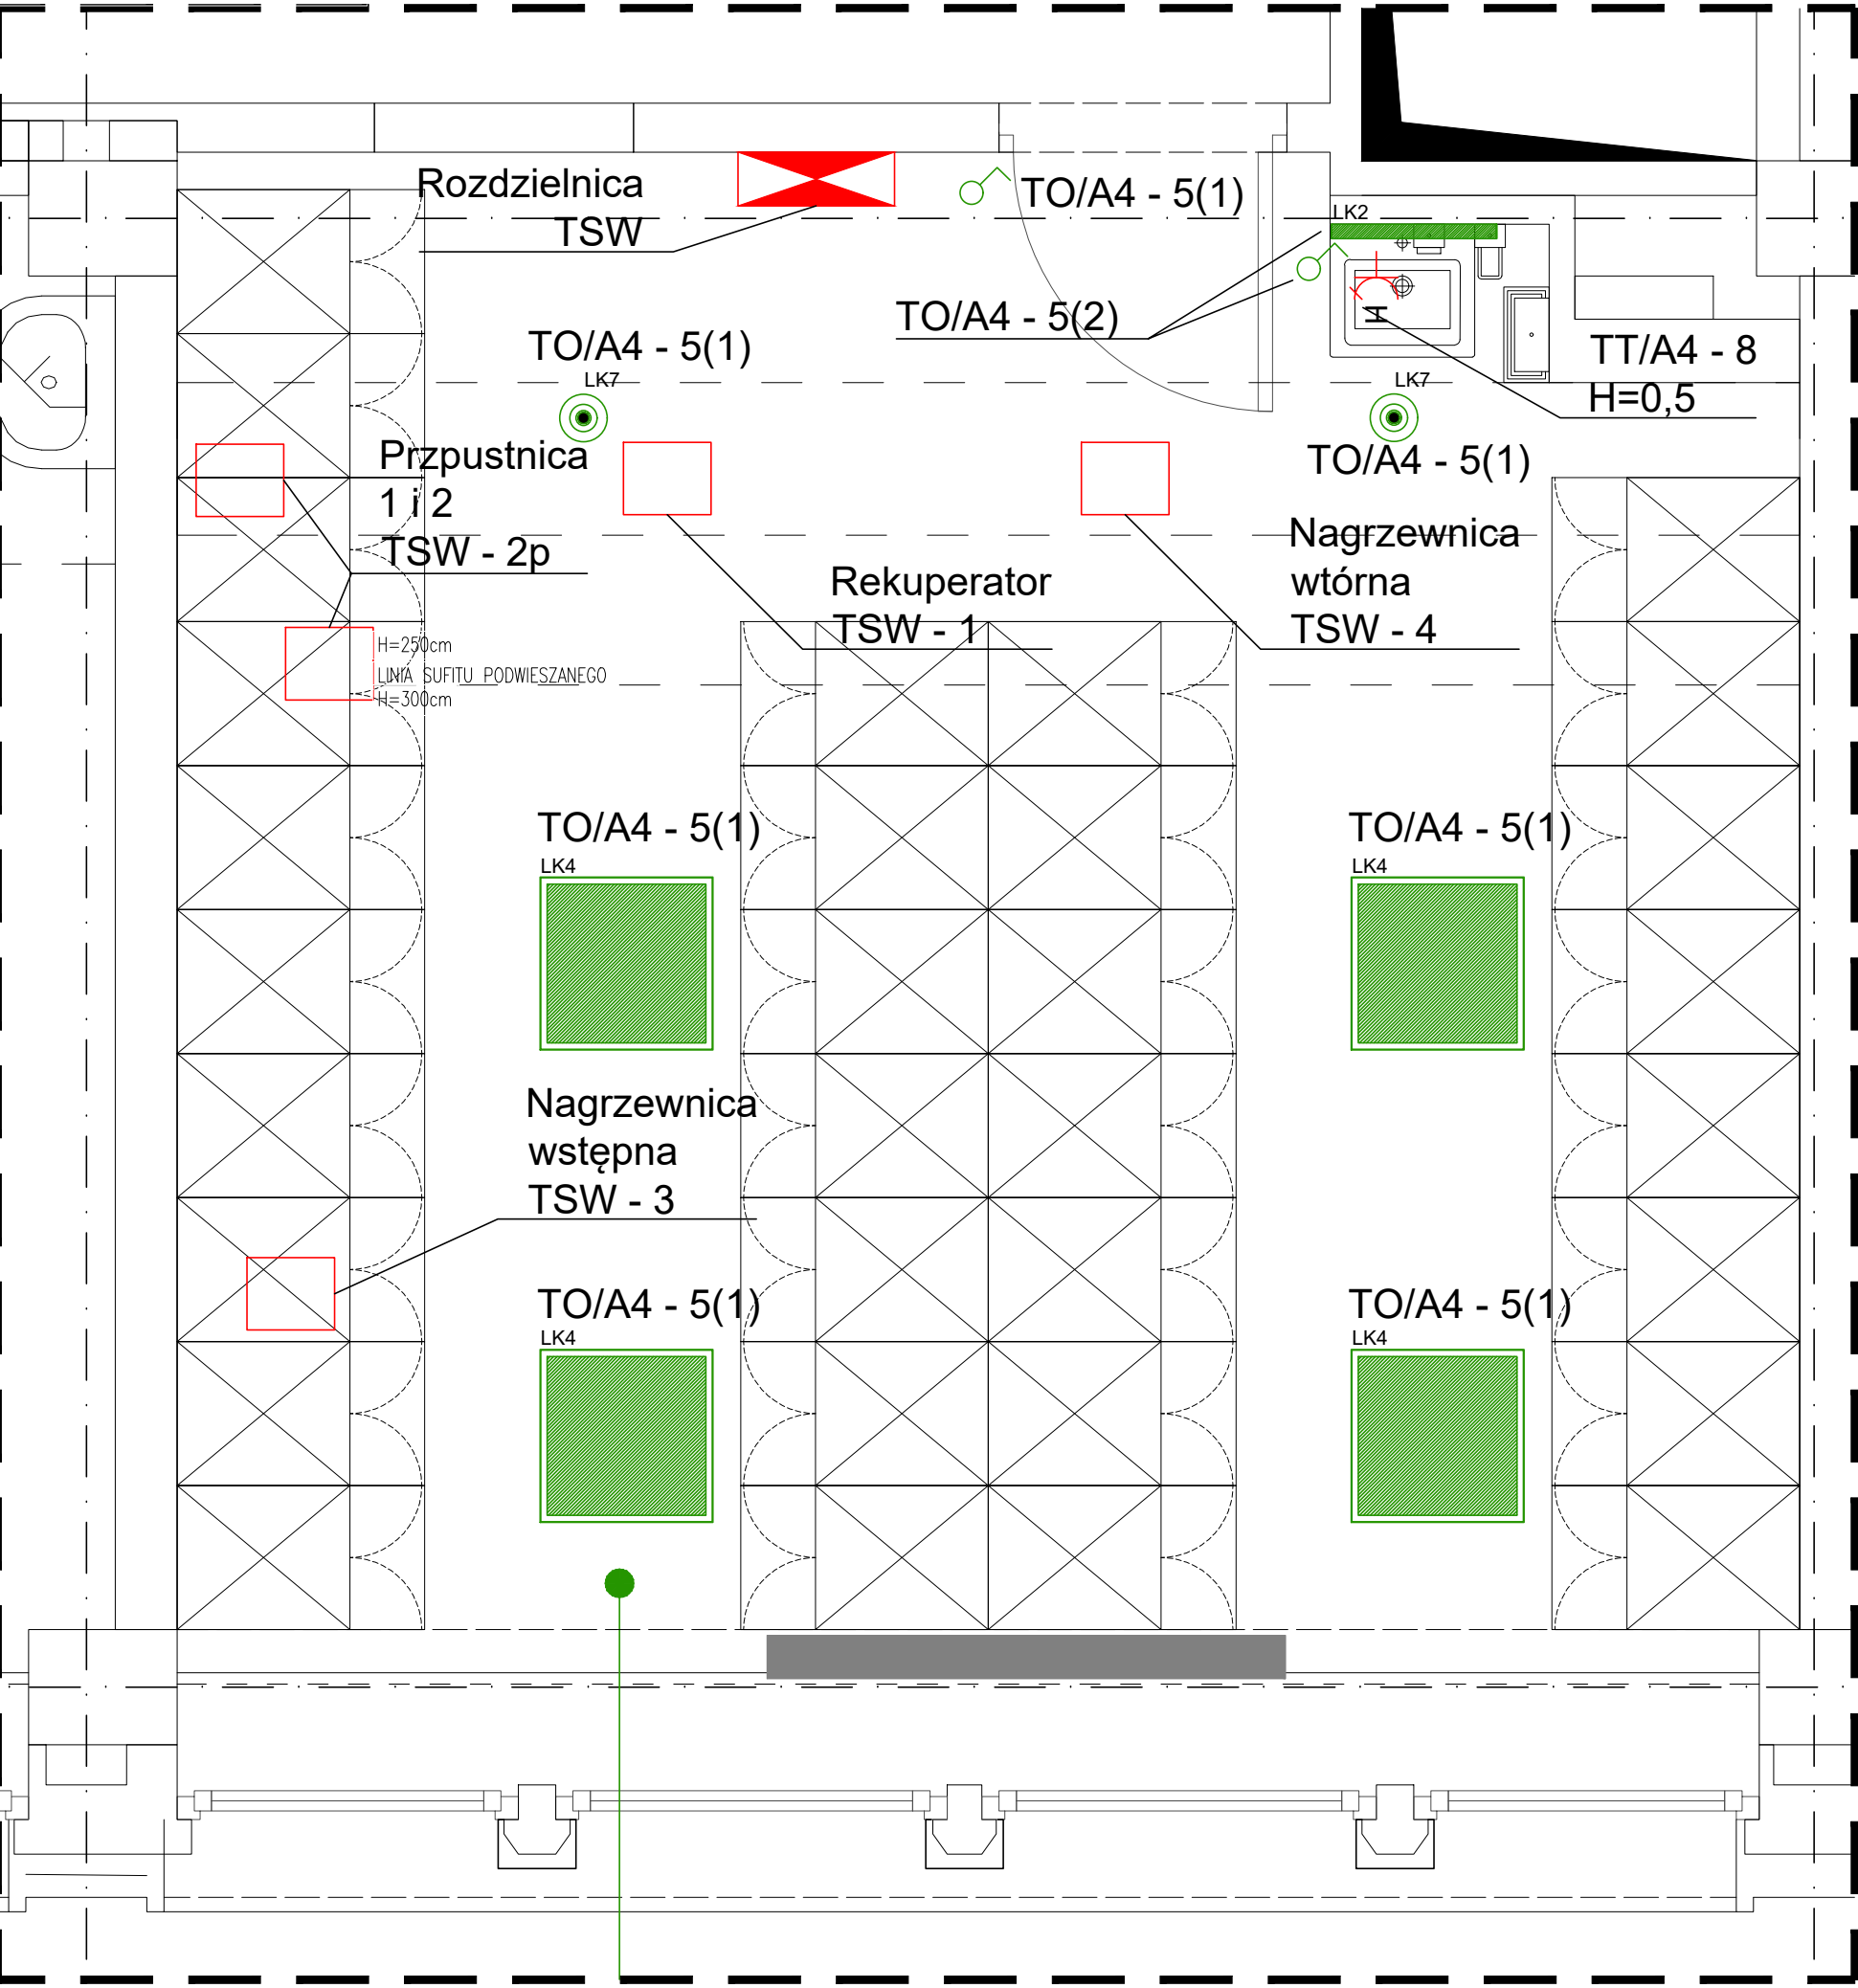 Rozdzielnica
TSW
TO/A4 - 5(1)
LK2
TO/A4 - 5(2)
H
TT/A4 - 8
H=0,5
TO/A4 - 5(1)
LK7
LK7
TO/A4 - 5(1)
Przpustnica
1 i 2
TSW - 2p
Nagrzewnica
wtórna
TSW - 4
Rekuperator
TSW - 1
H=250cm
LINIA SUFITU PODWIESZANEGO
H=300cm
TO/A4 - 5(1)
LK4
TO/A4 - 5(1)
LK4
Nagrzewnica
wstępna
TSW - 3
TO/A4 - 5(1)
LK4
TO/A4 - 5(1)
LK4